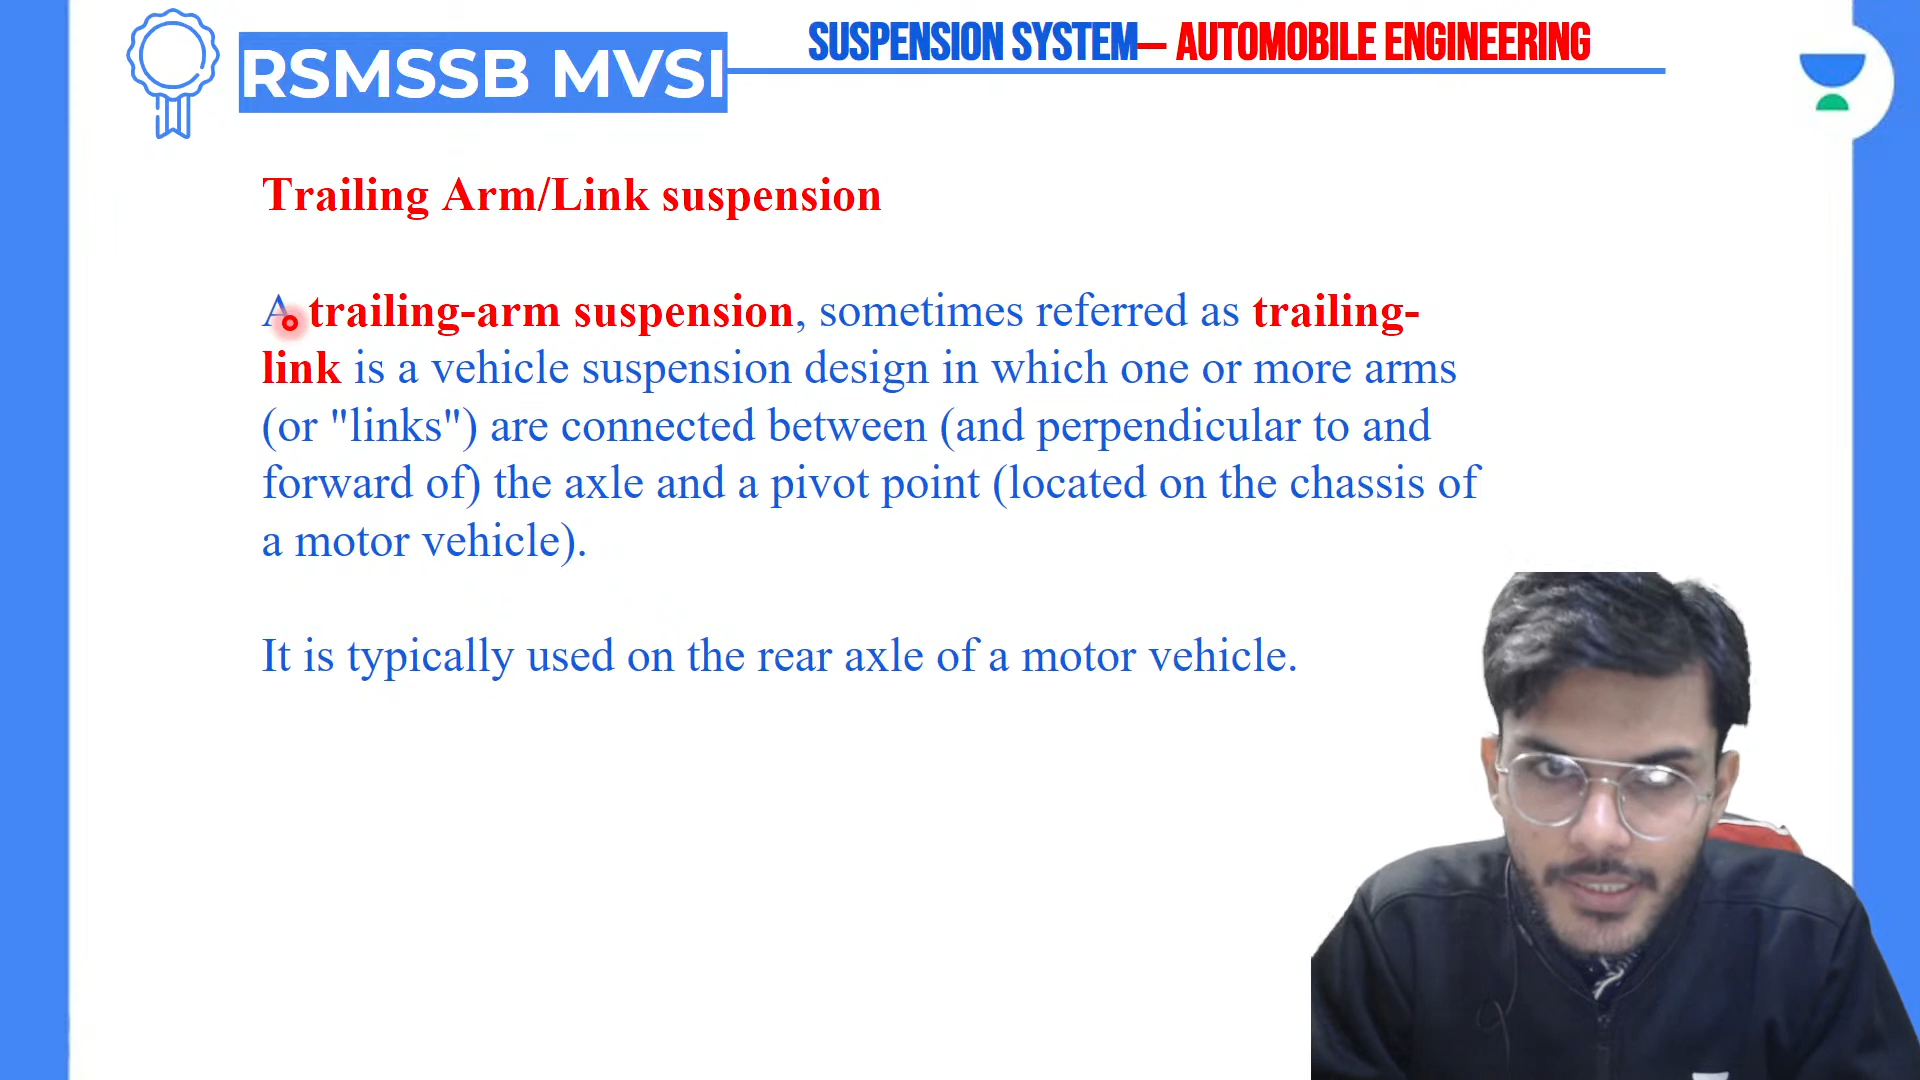 RSMSSB MVSI
SUSPENSION SYSTEM– AUTOMOBILE ENGINEERING
Trailing Arm/Link suspension
A trailing-arm suspension, sometimes referred as trailing-
link is a vehicle suspension design in which one or more arms
(or "links") are connected between (and perpendicular to and
forward of) the axle and a pivot point (located on the chassis of
a motor vehicle).
It is typically used on the rear axle of a motor vehicle.